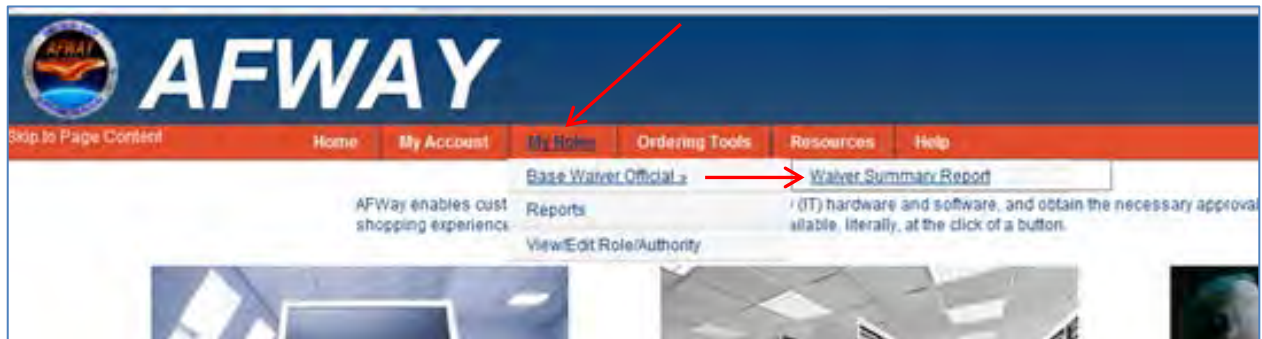 AFWAY
AFWAY
Skip to Page Content
Home My Account My Roles Ordering Tools Resources Help
Base Waiver Official » Waiver Summary Report
AFWay enables cust
Reports
(IT) hardware and software, and obtain the necessary approval
shopping experience
ailable, literally, at the click of a button.
View/Edit Role/Authority